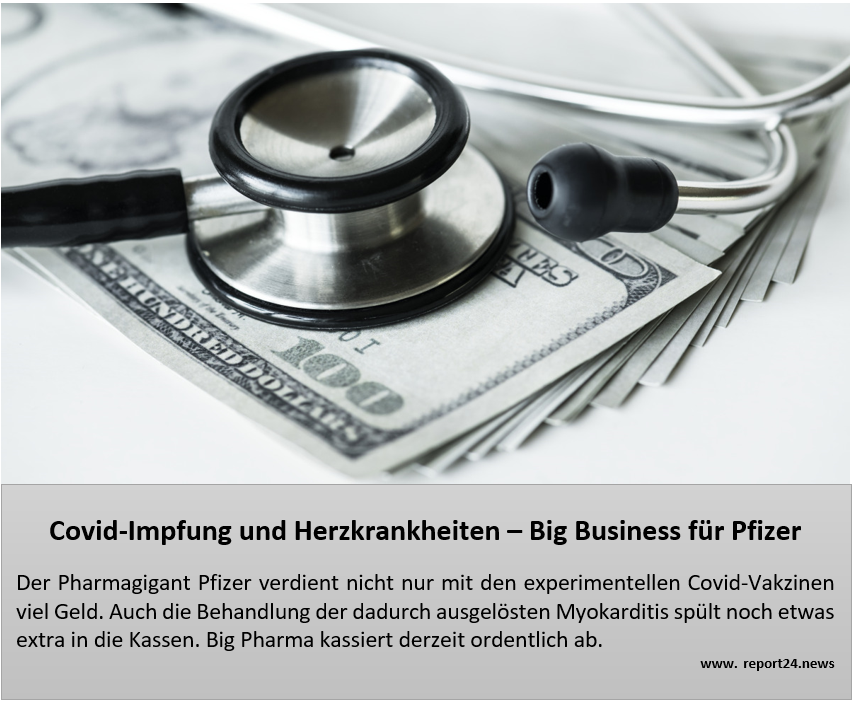 TES
A
ONE HUNDRED DOLLARS
100
Covid-Impfung und Herzkrankheiten – Big Business für Pfizer
Der Pharmagigant Pfizer verdient nicht nur mit den experimentellen Covid-Vakzinen
viel Geld. Auch die Behandlung der dadurch ausgelösten Myokarditis spült noch etwas
extra in die Kassen. Big Pharma kassiert derzeit ordentlich ab.
www. report24.news